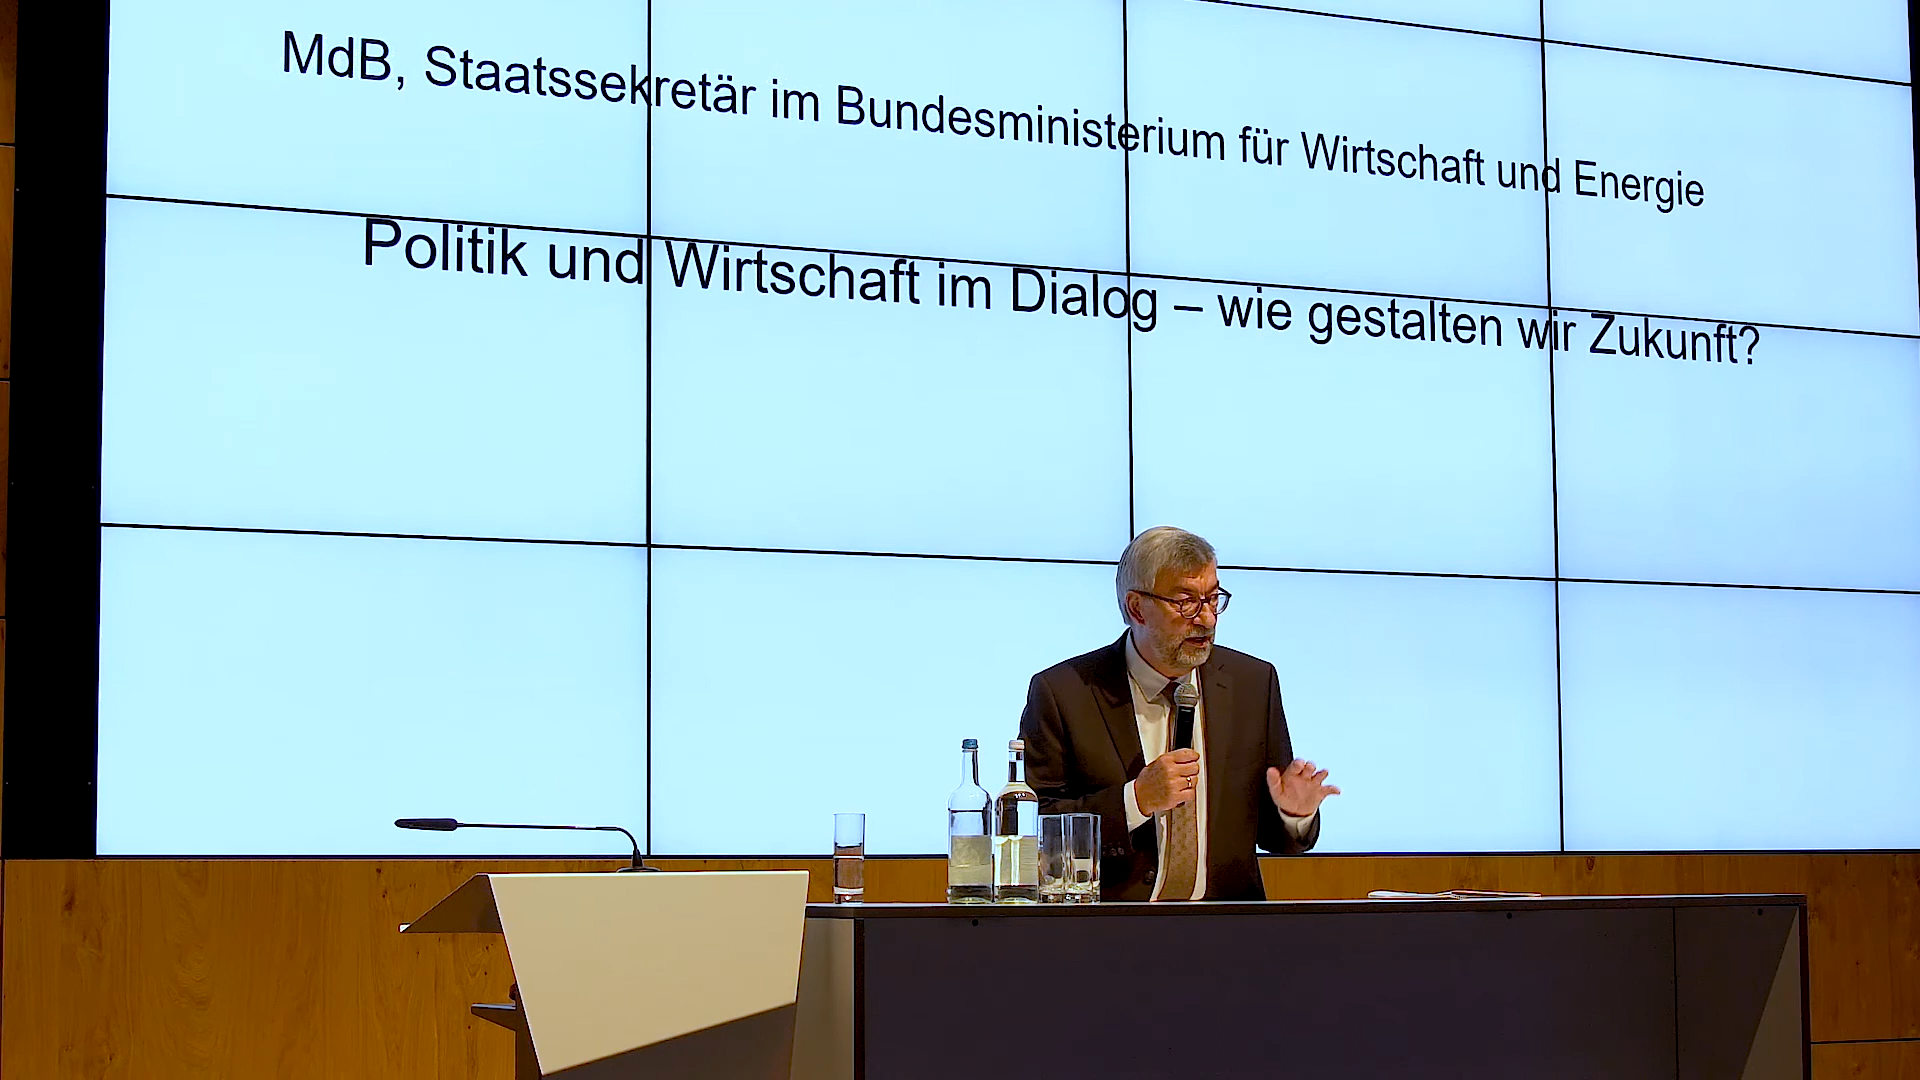 MdB, Staatssekretär im Bundesministerium für Wirtschaft und Energie
Politik und Wirtschaft im Dialog – wie gestalten wir Zukunft?